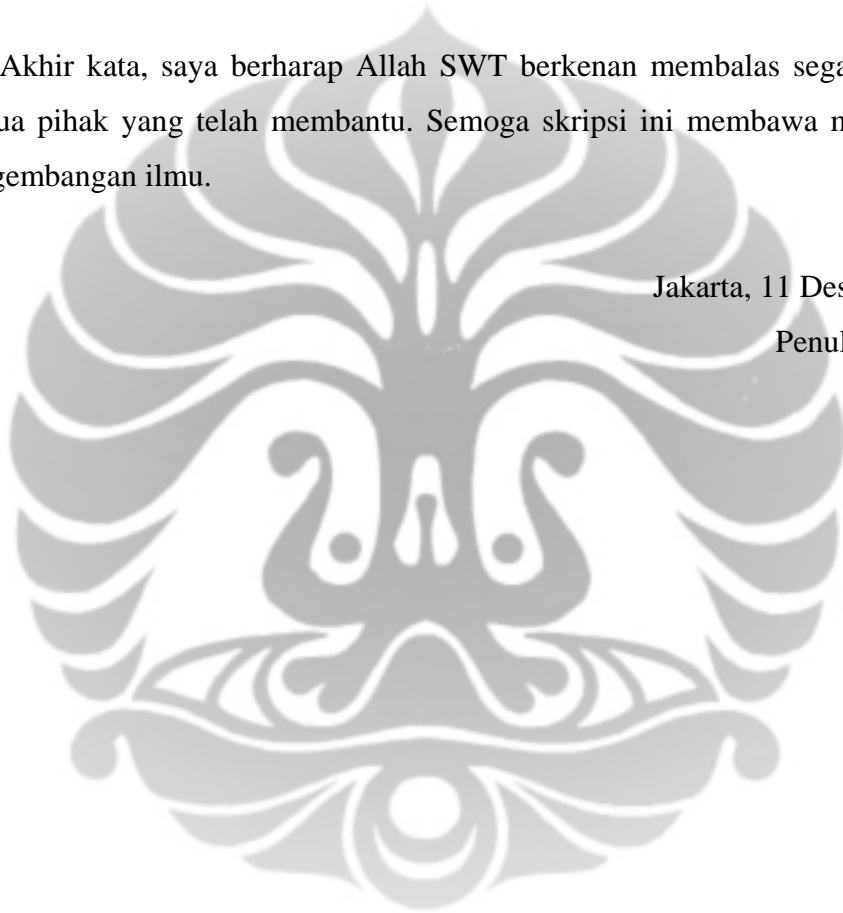 Akhir kata, saya berharap Allah SWT berkenan membalas sega
ua pihak yang telah membantu. Semoga skripsi ini membawa
gembangan ilmu.
Jakarta, 11 Des
Penul